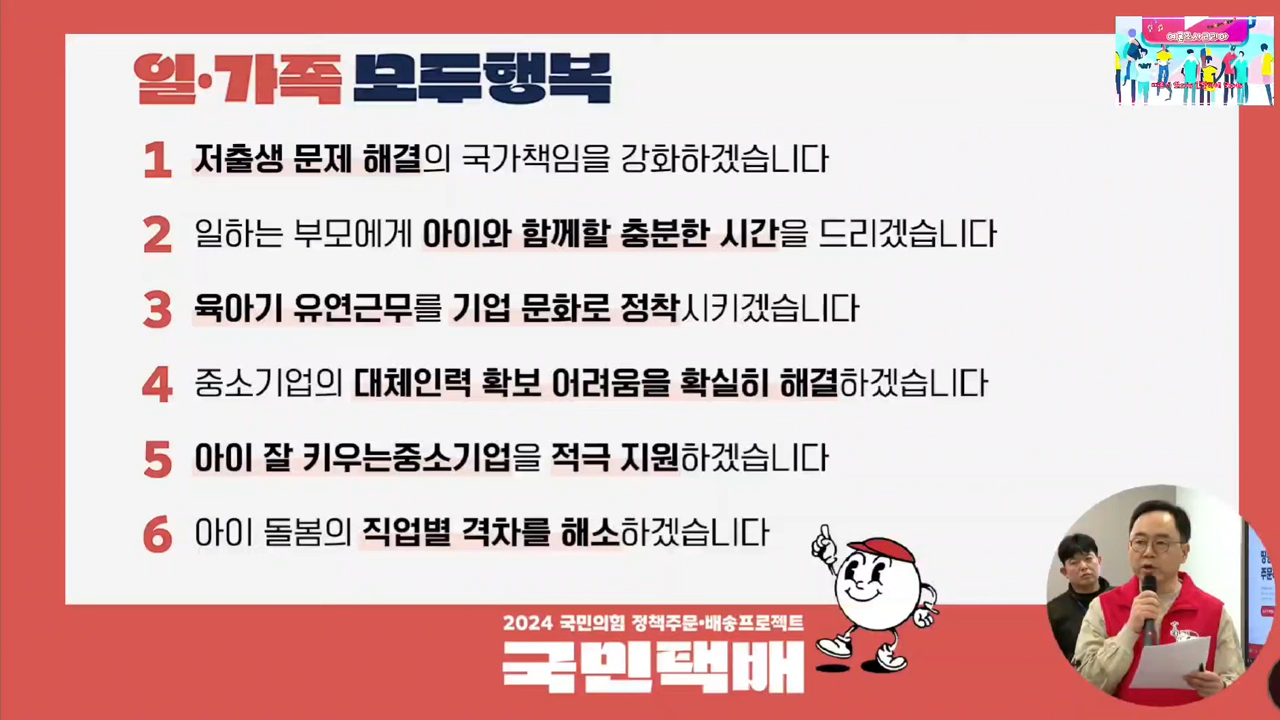 일·가족 모두행복
1 저출생 문제 해결의 국가책임을 강화하겠습니다
2 일하는 부모에게 아이와 함께할 충분한 시간을 드리겠습니다
3 육아기 유연근무를 기업 문화로 정착시키겠습니다
4 중소기업의 대체인력 확보 어려움을 확실히 해결하겠습니다
5 아이 잘 키우는중소기업을 적극 지원하겠습니다
6 아이 돌봄의 직업별 격차를 해소하겠습니다
2024 국민의힘 정책주문·배송프로젝트
국민택배
주문